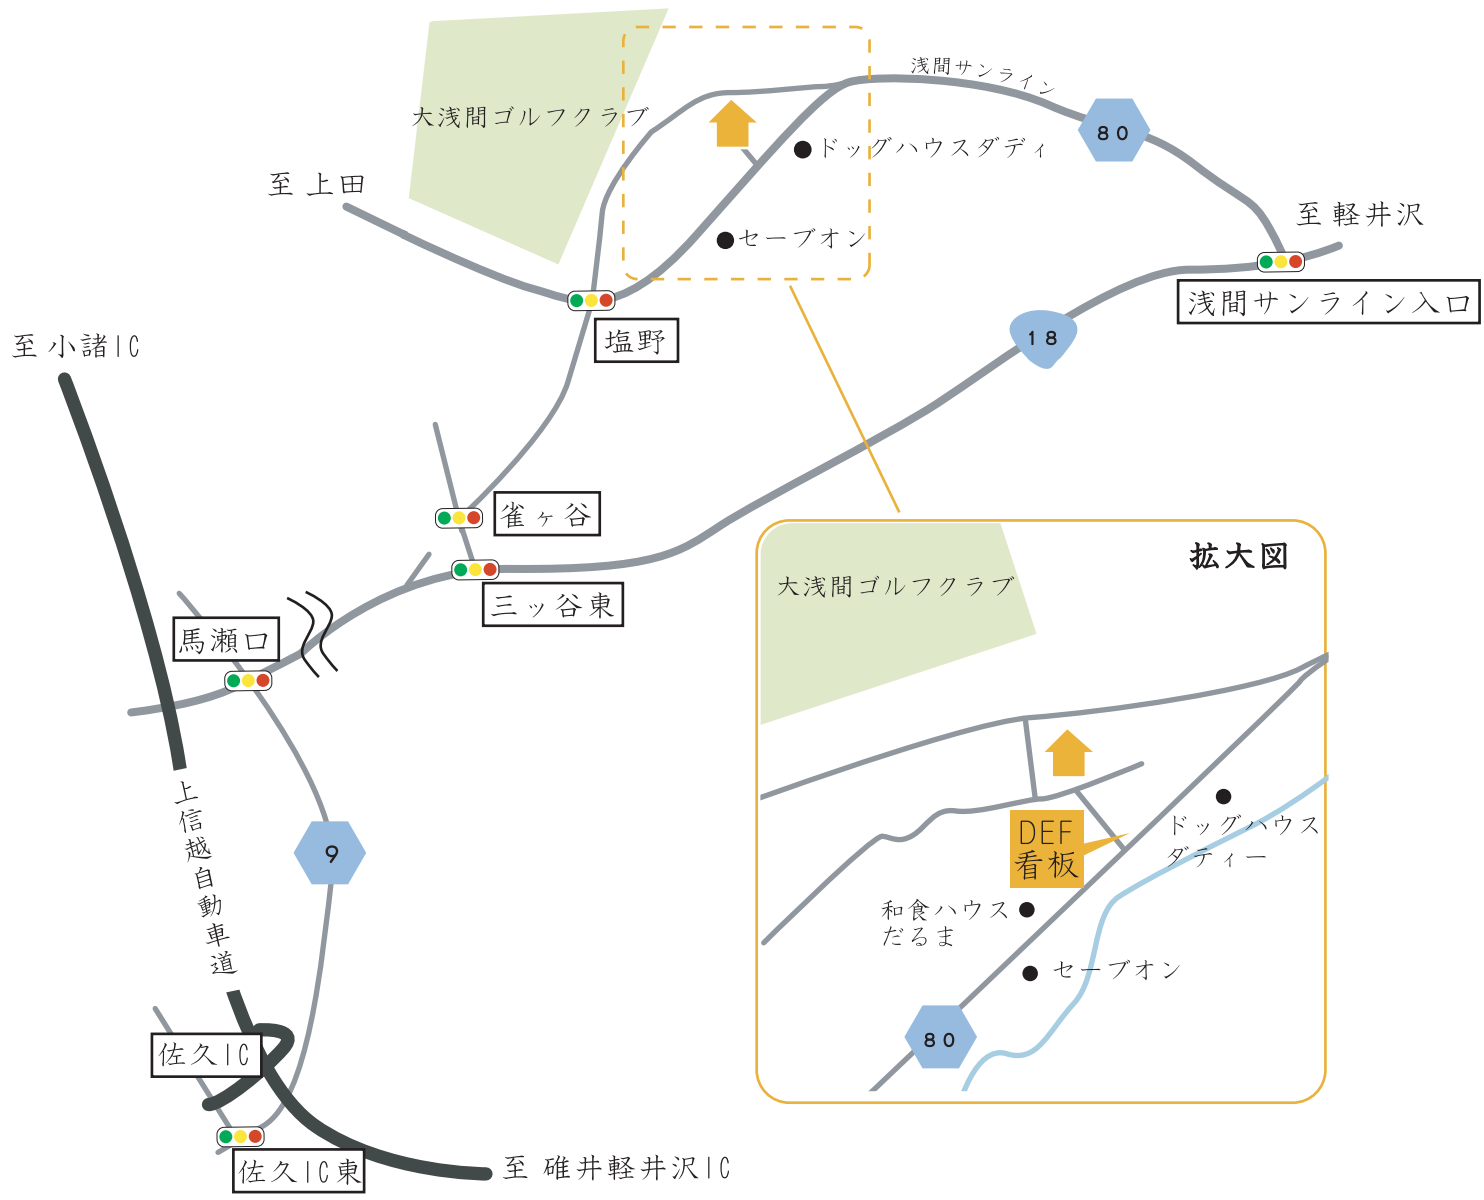 浅間サンライン
大浅間ゴルフクラブ
80
ドッグハウスダディ
至 上田
至 軽井沢
セーブオン
浅間サンライン入口
塩野
18
至 小諸IC
雀ヶ谷
三ッ谷東
馬瀬口
上信越自動車道
9
佐久IC
佐久IC東
至 碓井軽井沢IC
拡大図
大浅間ゴルフクラブ
ドッグハウス
ダティー
DEF
看板
和食ハウス
だるま
セーブオン
80